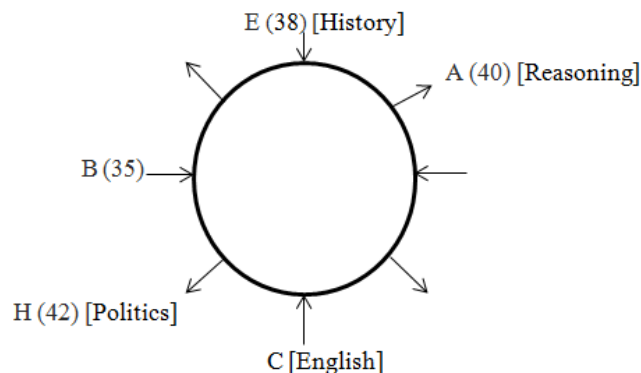 E (38) [History]
A (40) [Reasoning]
B (35)
H (42) [Politics]
C [English]